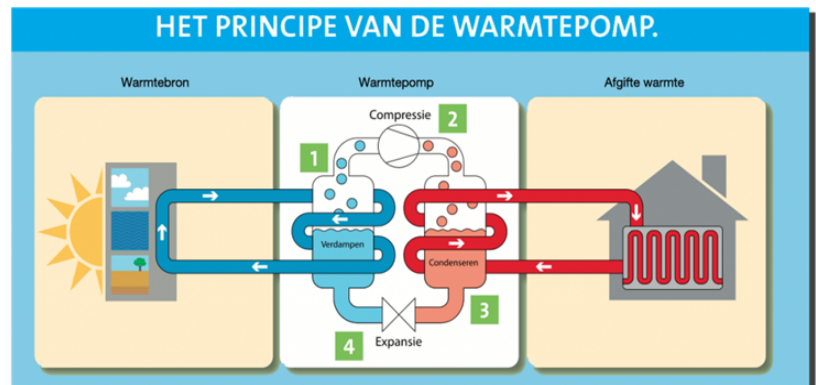 HET PRINCIPE VAN DE WARMTEPOMP.
Warmtebron
Warmtepomp
Afgifte warmte
Compressie
2
1
Verdampen
Condenseren
3
4
Expansie